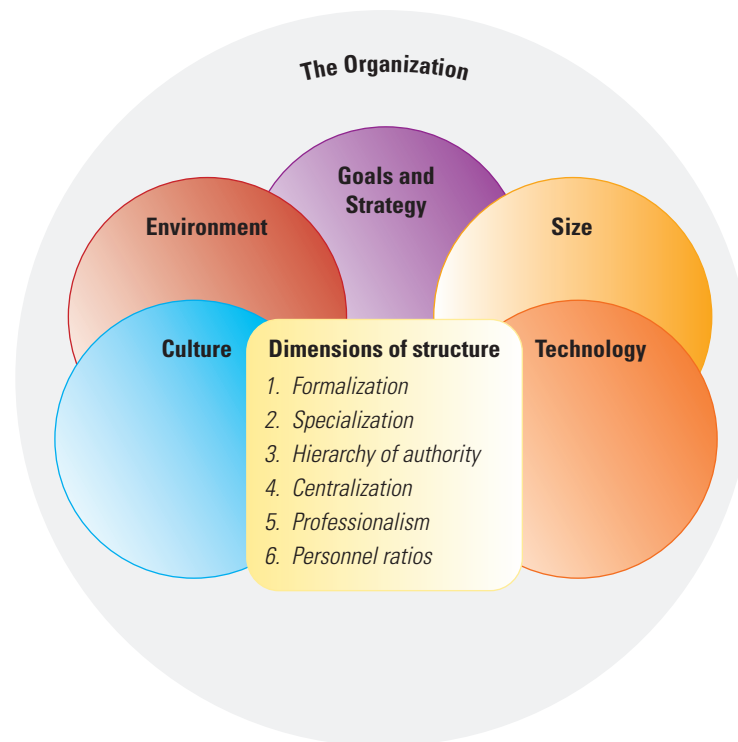 The Organization
Goals and
Strategy
Environment
Size
Culture
Dimensions of structure
1. Formalization
2. Specialization
3. Hierarchy of authority
4. Centralization
5. Professionalism
6. Personnel ratios
Technology